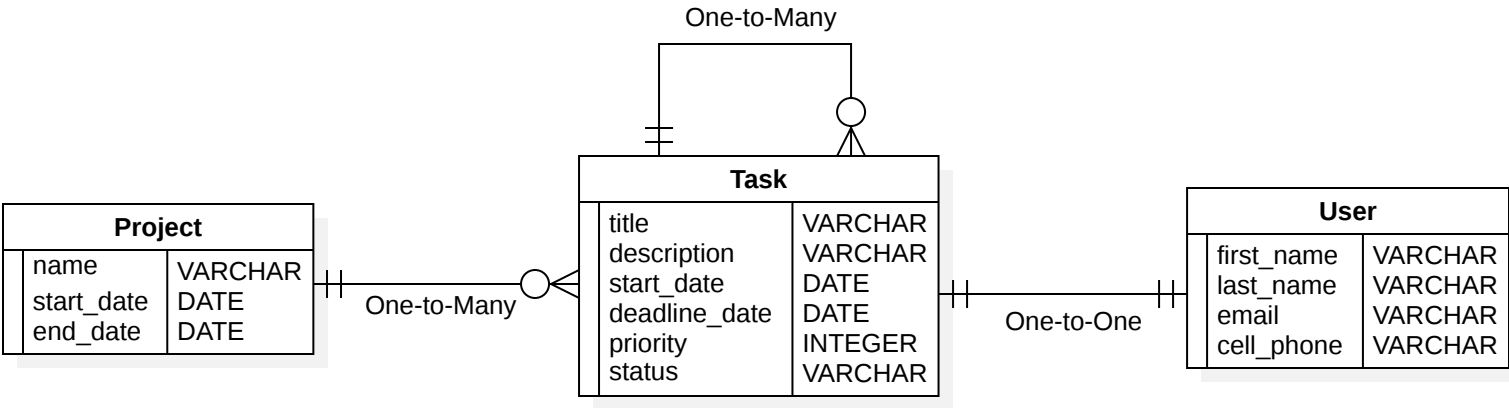 One-to-Many
Project
name VARCHAR
start_date DATE
end_date DATE
One-to-Many
Task
title VARCHAR
description VARCHAR
start_date DATE
deadline_date DATE
priority INTEGER
status VARCHAR
One-to-One
User
first_name VARCHAR
last_name VARCHAR
email VARCHAR
cell_phone VARCHAR